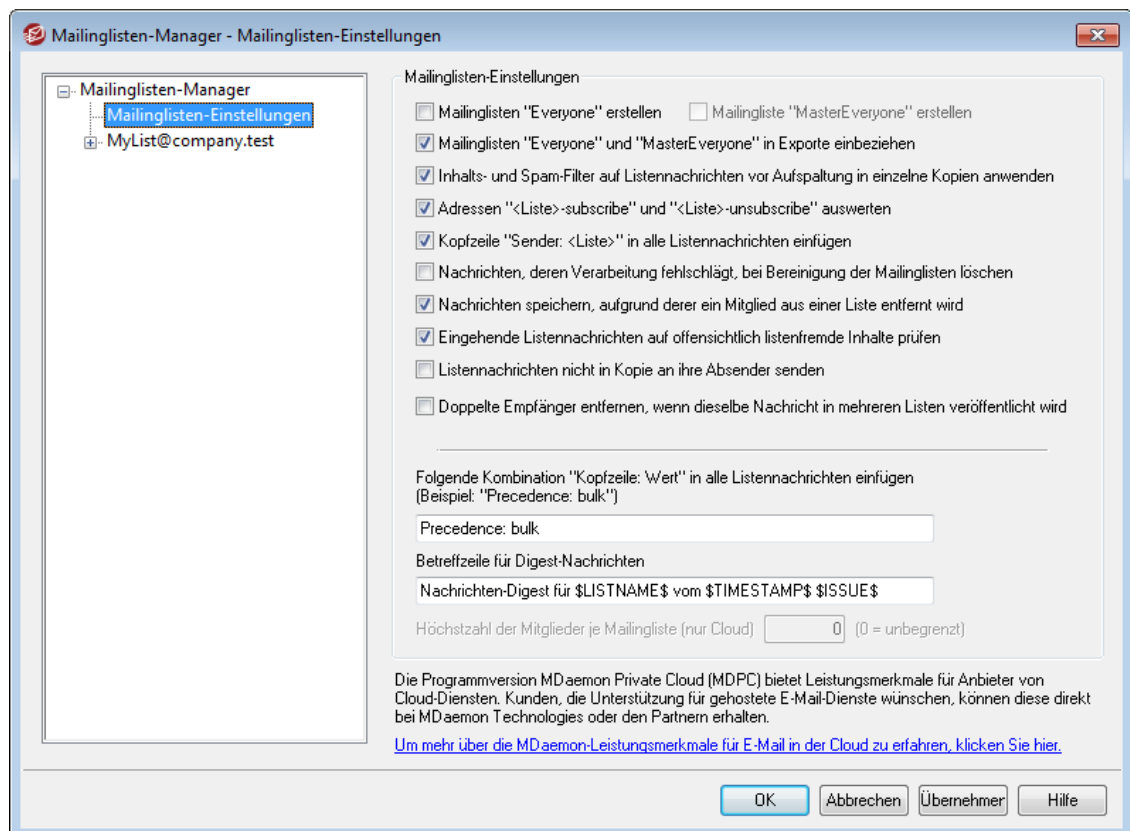 Mailinglisten-Manager - Mailinglisten-Einstellungen
Mailinglisten-Manager
Mailinglisten-Einstellungen
MyList@company.test
Mailinglisten-Einstellungen
Mailinglisten "Everyone" erstellen
Mailingliste "MasterEveryone" erstellen
Mailinglisten "Everyone" und "MasterEveryone" in Exporte einbeziehen
Inhalts- und Spam-Filter auf Listennachrichten vor Aufspaltung in einzelne Kopien anwenden
Adressen "<Liste>-subscribe" und "<Liste>-unsubscribe" auswerten
Kopfzeile "Sender: <Liste>" in alle Listennachrichten einfügen
Nachrichten, deren Verarbeitung fehlschlägt, bei Bereinigung der Mailinglisten löschen
Nachrichten speichern, aufgrund derer ein Mitglied aus einer Liste entfernt wird
Eingehende Listennachrichten auf offensichtlich listenfremde Inhalte prüfen
Listennachrichten nicht in Kopie an ihre Absender senden
Doppelte Empfänger entfernen, wenn dieselbe Nachricht in mehreren Listen veröffentlicht wird
Folgende Kombination "Kopfzeile: Wert" in alle Listennachrichten einfügen
(Beispiel: "Precedence: bulk")
Precedence: bulk
Betreffzeile für Digest-Nachrichten
Nachrichten-Digest für $LISTNAME$ vom $TIMESTAMP$ $ISSUE$
Höchstzahl der Mitglieder je Mailingliste (nur Cloud) 0 (0 = unbegrenzt)
Die Programmversion MDaemon Private Cloud (MDPC) bietet Leistungsmerkmale für Anbieter von
Cloud-Diensten. Kunden, die Unterstützung für gehostete E-Mail-Dienste wünschen, können diese direkt
bei MDaemon Technologies oder den Partnern erhalten.
Um mehr über die MDaemon-Leistungsmerkmale für E-Mail in der Cloud zu erfahren, klicken Sie hier.
OK
Abbrechen
Übernehmer
Hilfe